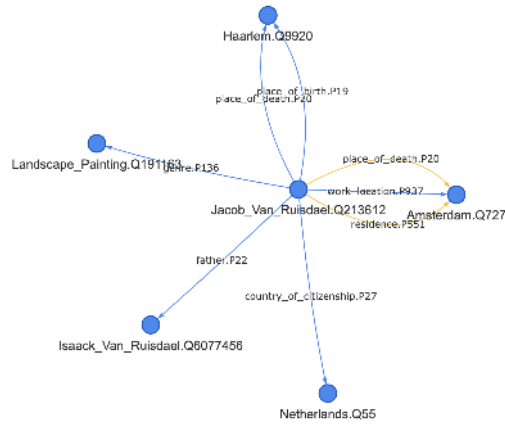 Haarlem.Q9920
place_of_birth.P19
place_of_death.P20
Landscape_Painting.Q191163
genre.P136
place_of_death.P20
work_location.P937
Jacob_Van_Ruisdael.Q213612
Amsterdam.Q727
residence.P551
father.P22
country_of_citizenship.P27
Isaack_Van_Ruisdael.Q6077456
Netherlands.Q55